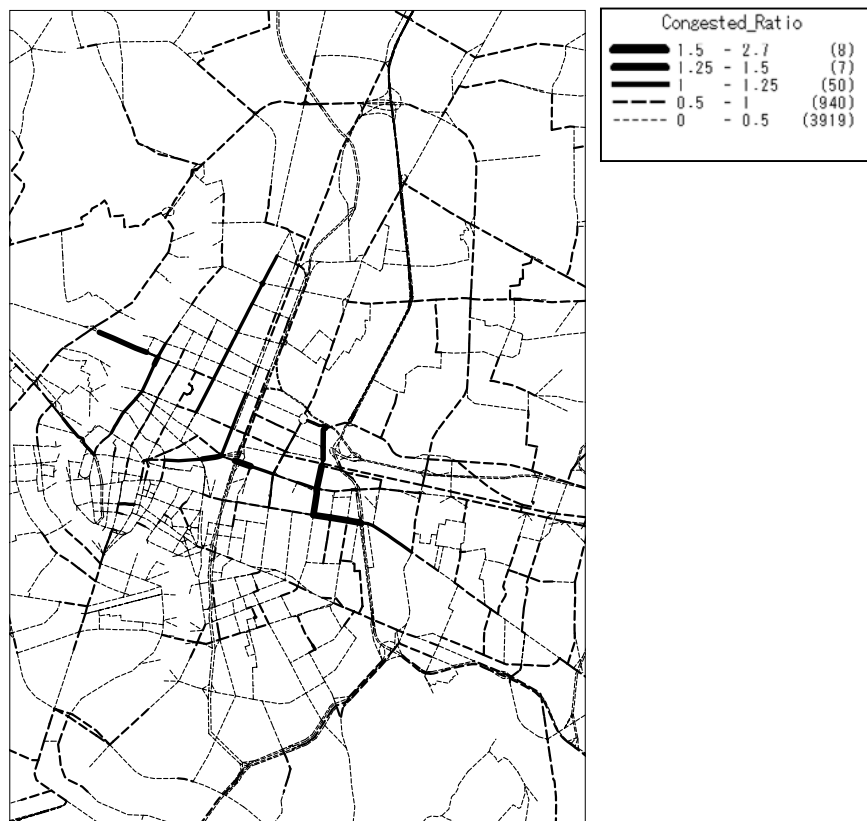 Congested_Ratio
1.5 - 2.7 (8)
1.25 - 1.5 (7)
1 - 1.25 (50)
0.5 - 1 (940)
0 - 0.5 (3919)